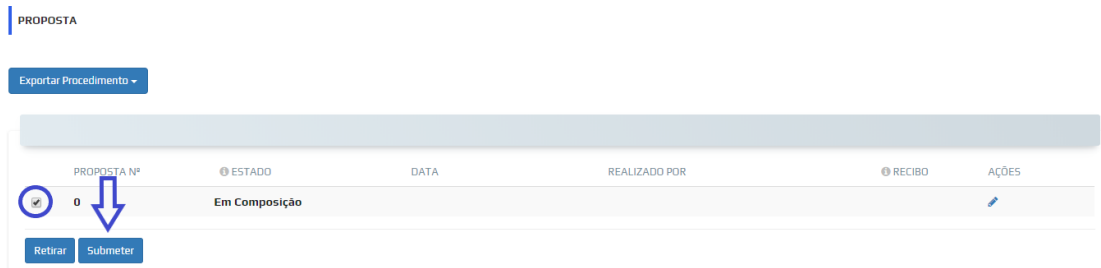 PROPOSTA
Exportar Procedimento
PROPOSTA Nº ESTADO DATA REALIZADO POR RECIBO AÇÕES
0 Em Composição
Retirar Submeter